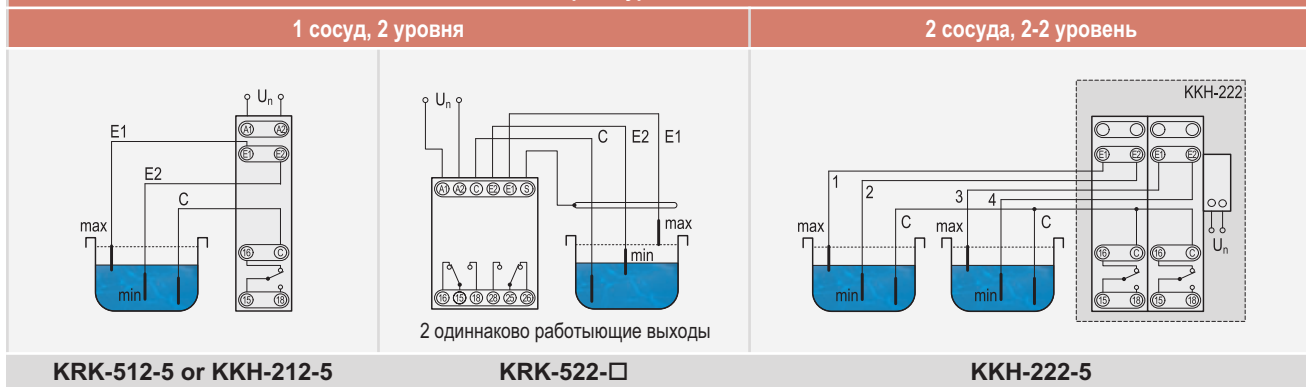 1 сосуд, 2 уровня
2 сосуда, 2-2 уровень
Un
A1 A2
E1
E1 E2
E2
C
max
16 C
min
15 18
Un
C E2 E1
A1 A2 C E2 E1 S
max
min
16 15 18 28 25 26
2 одиннаково работыющие выходы
KKH-222
E1 E2 E1 E2
1
2
3
4
C
C
max
max
Un
16 C 16 C
min
min
15 18 15 18
KRK-512-5 or KKH-212-5
KRK-522-□
KKH-222-5